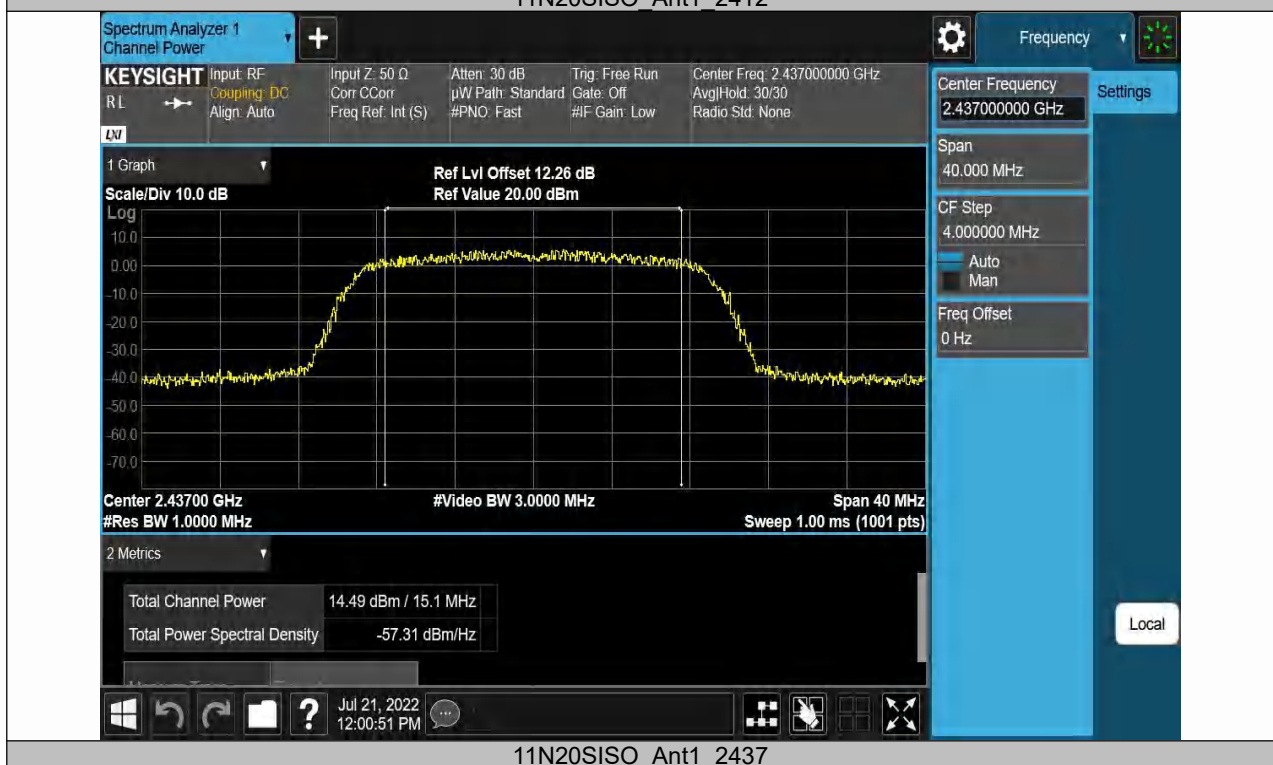 11N20SISO_Ant1_2412
Spectrum Analyzer 1
Channel Power
Frequency
KEYSIGHT
RL
LXI
Input: RF
Coupling: DC
Align: Auto
Input Z: 50 Ω
Corr CCorr
Freq Ref: Int (S)
Atten: 30 dB
µW Path: Standard
#PNO: Fast
Trig: Free Run
Gate: Off
#IF Gain: Low
Center Freq: 2.437000000 GHz
Avg|Hold: 30/30
Radio Std: None
Center Frequency
2.437000000 GHz
Settings
Span
40.000 MHz
CF Step
4.000000 MHz
Auto
Man
Freq Offset
0 Hz
Local
1 Graph
Scale/Div 10.0 dB
Ref Lvl Offset 12.26 dB
Ref Value 20.00 dBm
Log
10.0
0.00
-10.0
-20.0
-30.0
-40.0
-50.0
-60.0
-70.0
Center 2.43700 GHz
#Video BW 3.0000 MHz
Span 40 MHz
#Res BW 1.0000 MHz
Sweep 1.00 ms (1001 pts)
2 Metrics
Total Channel Power 14.49 dBm / 15.1 MHz
Total Power Spectral Density -57.31 dBm/Hz
?
Jul 21, 2022
12:00:51 PM
11N20SISO_Ant1_2437